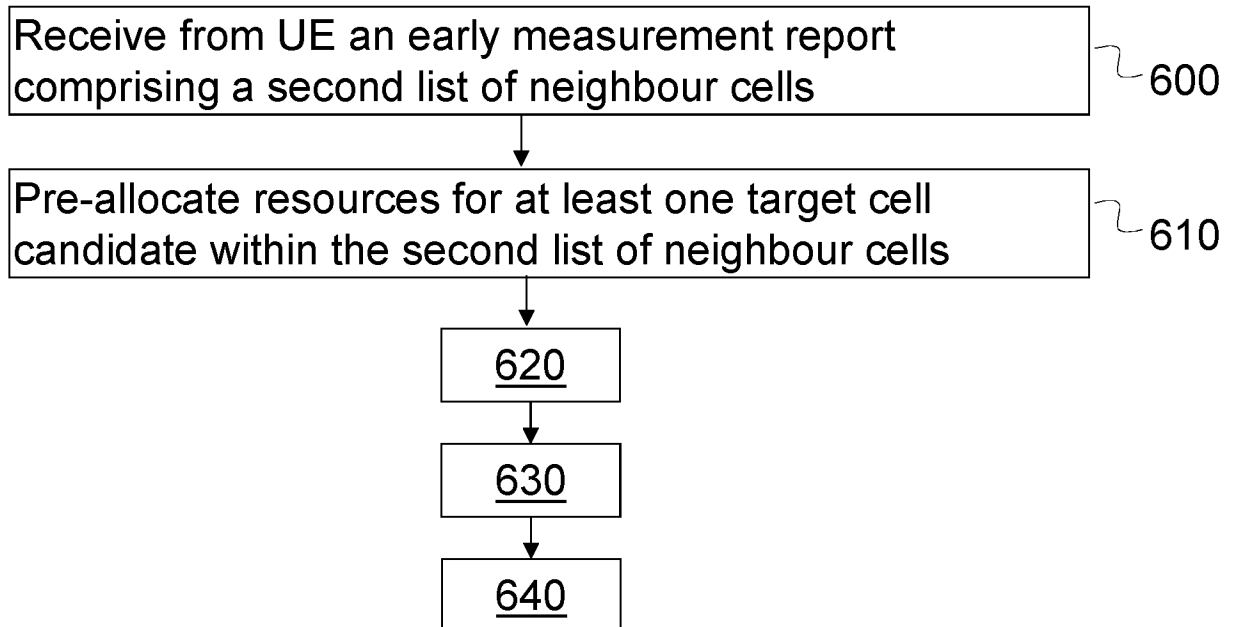 Receive from UE an early measurement report
comprising a second list of neighbour cells
600
Pre-allocate resources for at least one target cell
candidate within the second list of neighbour cells
610
620
630
640